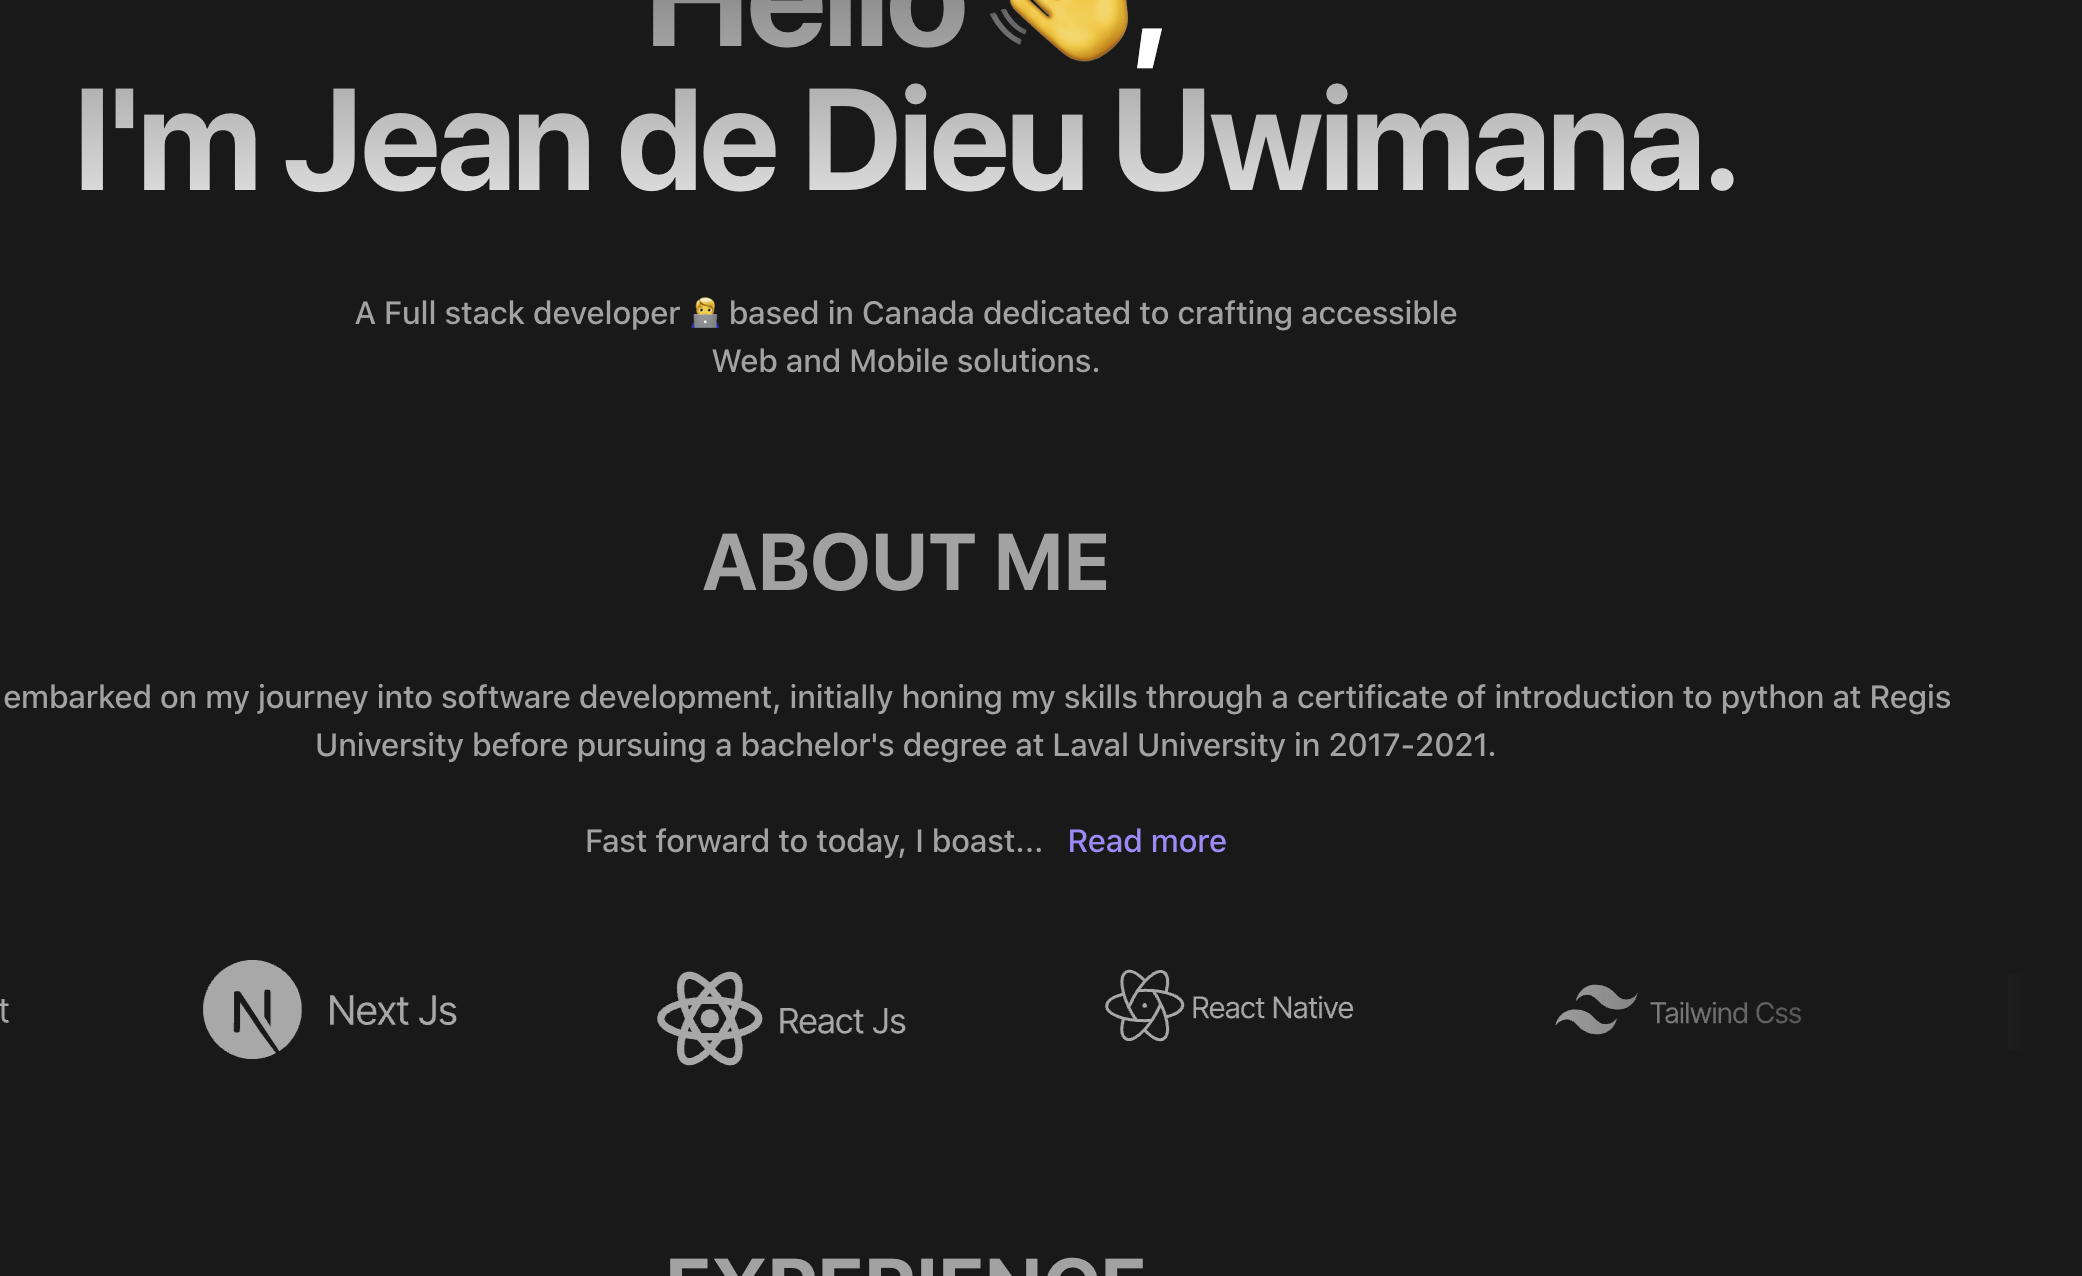 Hello 👋,
I'm Jean de Dieu Uwimana.
A Full stack developer 🧑‍💻 based in Canada dedicated to crafting accessible
Web and Mobile solutions.
ABOUT ME
embarked on my journey into software development, initially honing my skills through a certificate of introduction to python at Regis
University before pursuing a bachelor's degree at Laval University in 2017-2021.
Fast forward to today, I boast... Read more
t
Next Js
React Js
React Native
Tailwind Css
EXPERIENCE